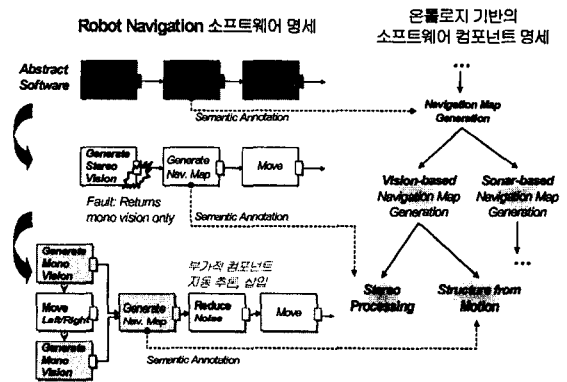 Robot Navigation 소프트웨어 명세
온톨로지 기반의
소프트웨어 컴포넌트 명세
Abstract
Software
...
Semantic Annotation
Navigation Map
Generation
Generate
Stereo
Vision
Generate
Nav. Map
Move
Fault: Returns
mono vision only
Semantic Annotation
Vision-based
Navigation Map
Generation
Sonar-based
Navigation Map
Generation
...
Generate
Mono
Vision
부가적 컴포넌트
자동 추론, 삽입
Move
Left/Right
Generate
Nav. Map
Reduce
Noise
Move
Stereo
Processing
Structure from
Motion
Generate
Mono
Vision
Semantic Annotation